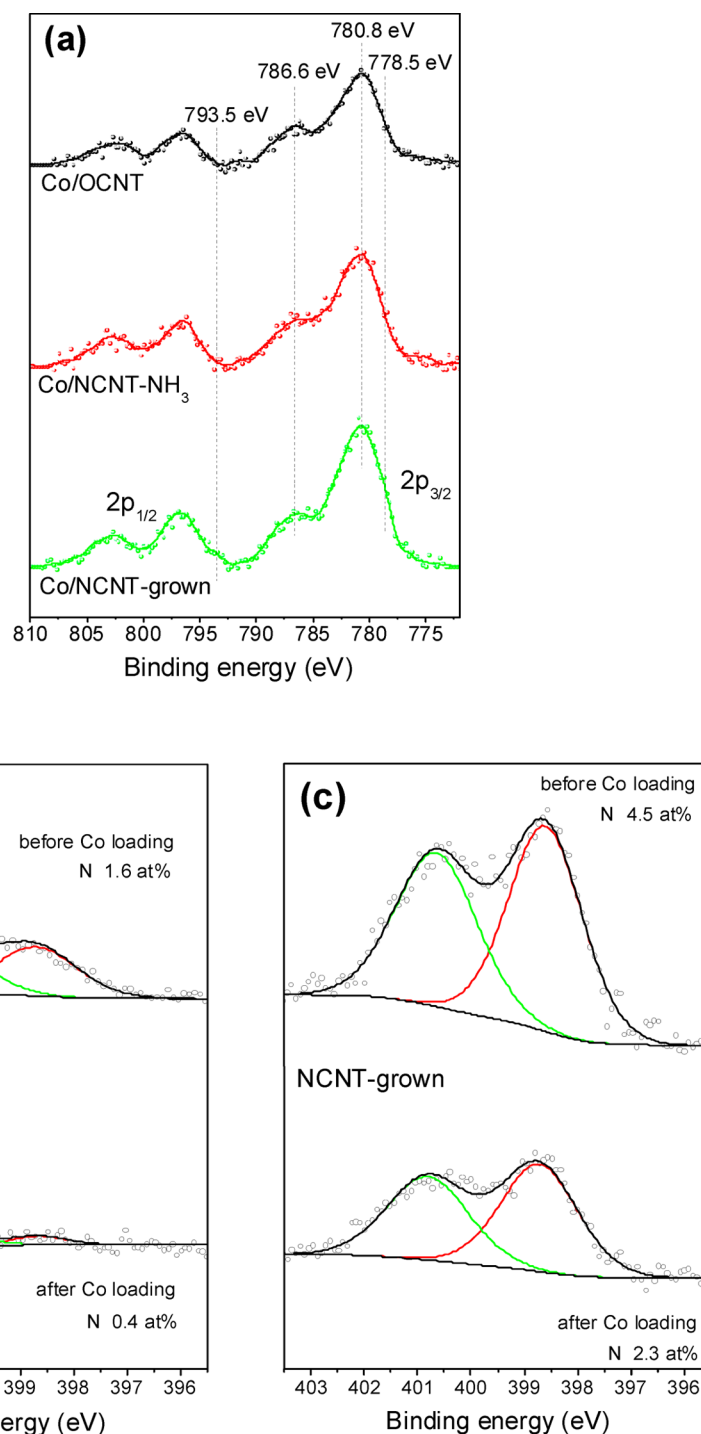 (a)
780.8 eV
778.5 eV
786.6 eV
793.5 eV
Co/OCNT
Co/NCNT-NH₃
2p₃/₂
2p₁/₂
Co/NCNT-grown
810 805 800 795 790 785 780 775
Binding energy (eV)
before Co loading
N 1.6 at%
after Co loading
N 0.4 at%
399 398 397 396
ergy (eV)
(c)
before Co loading
N 4.5 at%
NCNT-grown
after Co loading
N 2.3 at%
403 402 401 400 399 398 397 396
Binding energy (eV)